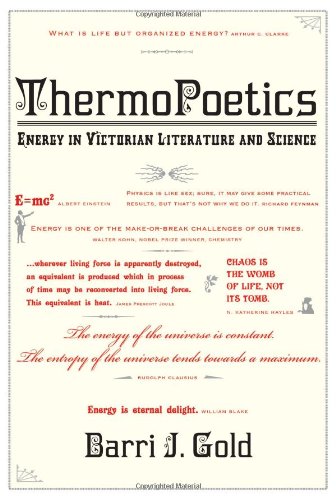 Copyrighted Material
WHAT IS LIFE BUT ORGANIZED ENERGY? ARTHUR C. CLARKE
ThermoPoetics
Energy in Victorian Literature and Science
E=mc² ALBERT EINSTEIN
PHYSICS IS LIKE SEX: SURE, IT MAY GIVE SOME PRACTICAL
RESULTS, BUT THAT'S NOT WHY WE DO IT. RICHARD FEYNMAN
ENERGY IS ONE OF THE MAKE-OR-BREAK CHALLENGES OF OUR TIMES.
WALTER KOHN, NOBEL PRIZE WINNER, CHEMISTRY
...wherever living force is apparently destroyed,
an equivalent is produced which in process
of time may be reconverted into living force.
This equivalent is heat. JAMES PRESCOTT JOULE
CHAOS IS
THE WOMB
OF LIFE, NOT
ITS TOMB.
N. KATHERINE HAYLES
The energy of the universe is constant.
The entropy of the universe tends towards a maximum.
RUDOLPH CLAUSIUS
Energy is eternal delight. WILLIAM BLAKE
Barri J. Gold
Copyrighted Material